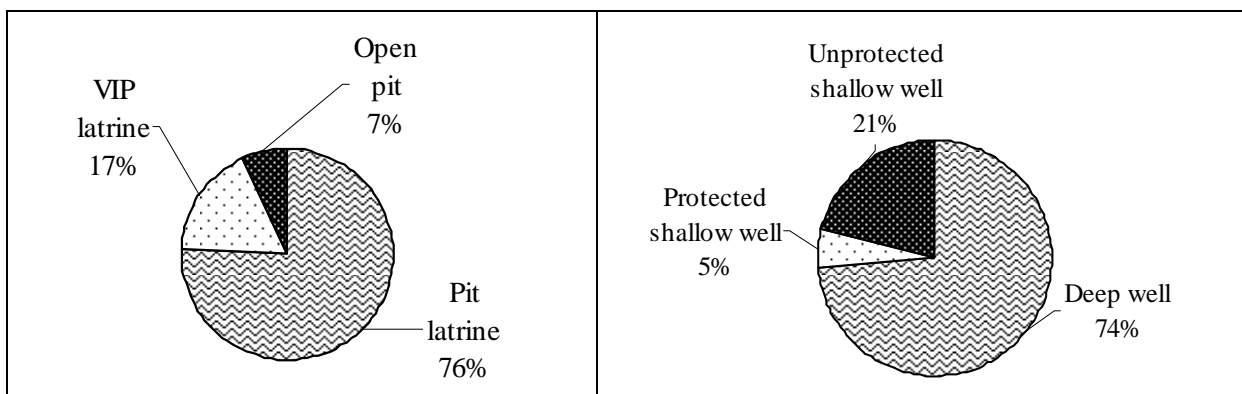 Open
pit
7%
VIP
latrine
17%
Pit
latrine
76%
Unprotected
shallow well
21%
Protected
shallow well
5%
Deep well
74%